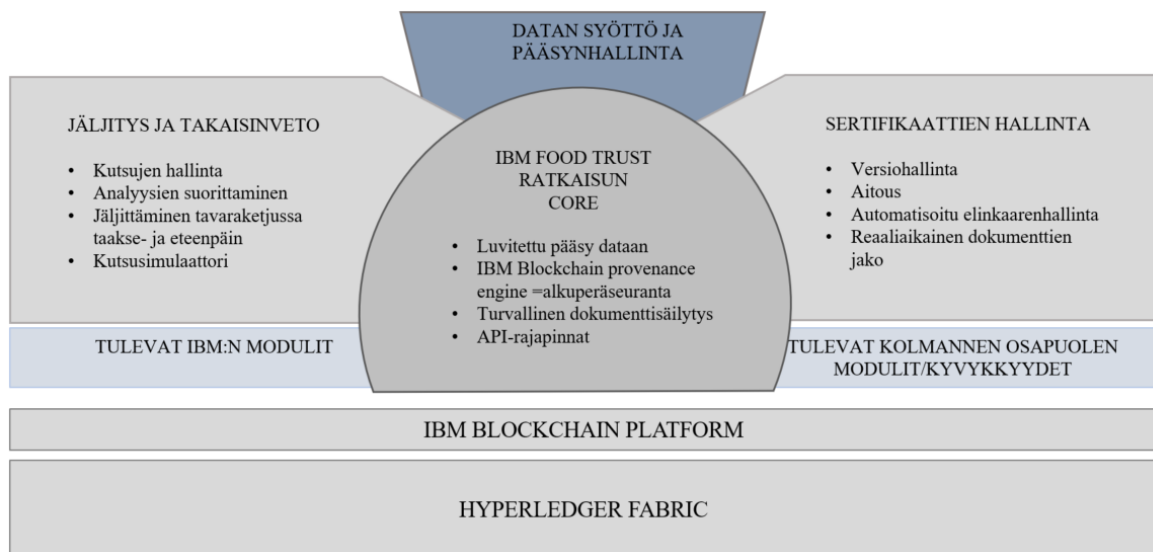 DATAN SYÖTTÖ JA
PÄÄSYNHALLINTA
JÄLJITYS JA TAKAISINVETO
• Kutsujen hallinta
• Analyysien suorittaminen
• Jäljittäminen tavaraketjussa
taakse- ja eteenpäin
• Kutsusimulaattori
IBM FOOD TRUST
RATKAISUN
CORE
• Luvitettu pääsy dataan
• IBM Blockchain provenance
engine =alkuperäseuranta
• Turvallinen dokumenttisäilytys
• API-rajapinnat
SERTIFIKAATTIEN HALLINTA
• Versiohallinta
• Aitous
• Automatisoitu elinkaarenhallinta
• Reaaliaikainen dokumenttien
jako
TULEVAT IBM:N MODULIT
TULEVAT KOLMANNEN OSAPUOLEN
MODULIT/KYVYKKYYDET
IBM BLOCKCHAIN PLATFORM
HYPERLEDGER FABRIC